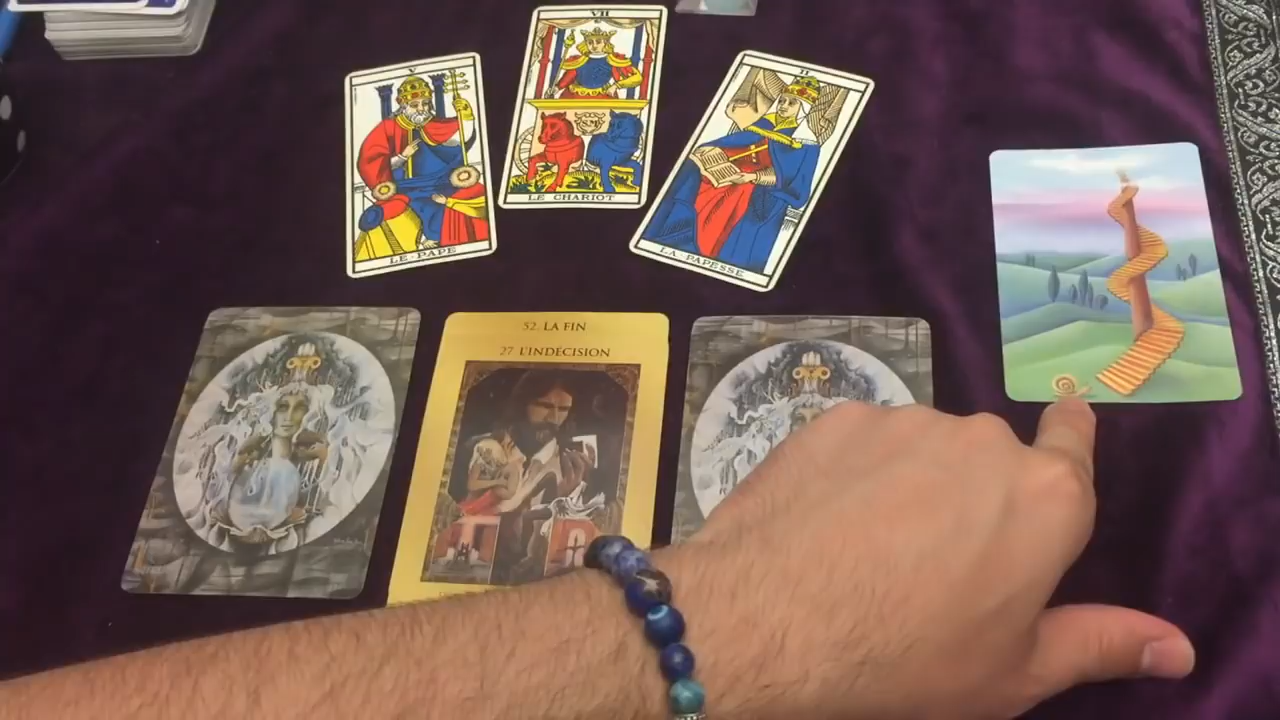 VII
LE CHARIOT
V
LE·PAPE
II
LA PAPESSE
52. LA FIN
27 L'INDÉCISION